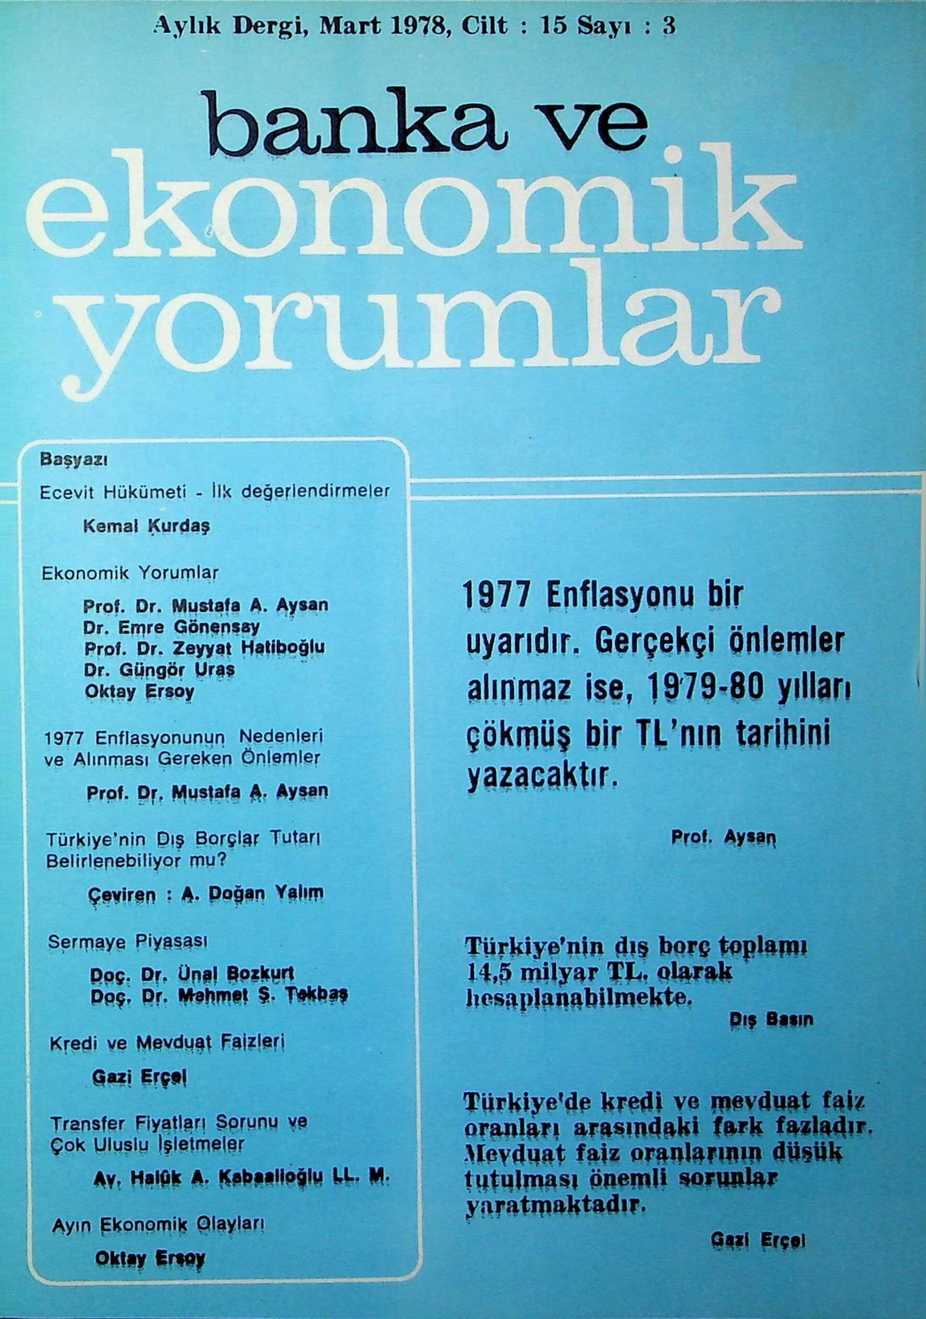 Aylık Dergi, Mart 1978, Cilt : 15 Sayı : 3
banka ve
ekonomik
yorumlar
Başyazı
Ecevit Hükümeti - İlk değerlendirmeler
Kemal Kurdaş
Ekonomik Yorumlar
Prof. Dr. Mustafa A. Aysan
Dr. Emre Gönensay
Prof. Dr. Zeyyat Hatiboğlu
Dr. Güngör Uras
Oktay Ersoy
1977 Enflasyonunun Nedenleri
ve Alınması Gereken Önlemler
Prof. Dr. Mustafa A. Aysan
Türkiye'nin Dış Borçlar Tutarı
Belirlenebiliyor mu?
Çeviren : A. Doğan Yalım
Sermaye Piyasası
Doç. Dr. Ünal Bozkurt
Doç. Dr. Mehmet Ş. Tekbaş
Kredi ve Mevduat Faizleri
Gazi Erçel
Transfer Fiyatları Sorunu ve
Çok Uluslu İşletmeler
Av. Halûk A. Kabaalioğlu LL. M.
Ayın Ekonomik Olayları
Oktay Ersoy
1977 Enflasyonu bir
uyarıdır. Gerçekçi önlemler
alınmaz ise, 1979-80 yılları
çökmüş bir TL'nın tarihini
yazacaktır.
Prof. Aysan
Türkiye'nin dış borç toplamı
14,5 milyar TL. olarak
hesaplanabilmekte.
Dış Basın
Türkiye'de kredi ve mevduat faiz
oranları arasındaki fark fazladır.
Mevduat faiz oranlarının düşük
tutulması önemli sorunlar
yaratmaktadır.
Gazi Erçel